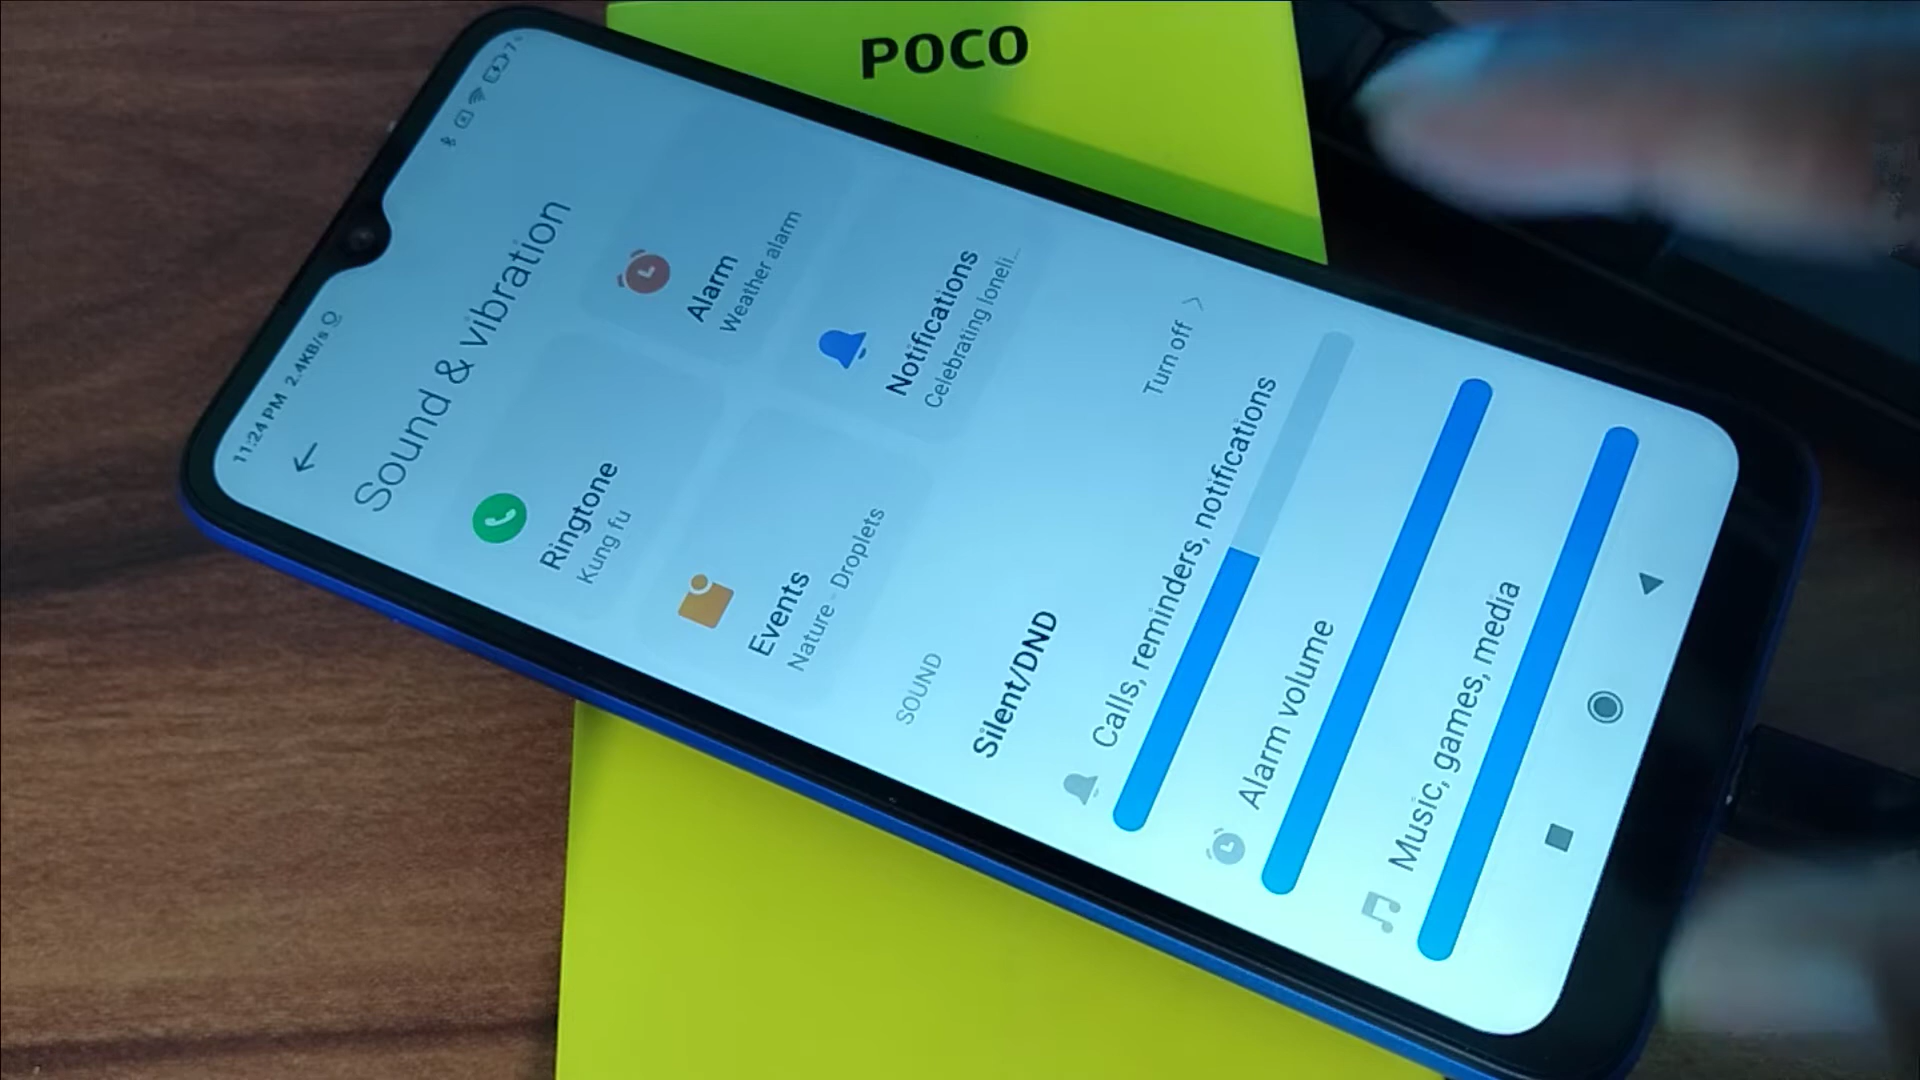 POCO
11:24 PM 2.4KB/s
Sound & vibration
Ringtone
Kung fu
Alarm
Weather alarm
Events
Nature - Droplets
Notifications
Celebrating loneli...
SOUND
Silent/DND
Turn off
Calls, reminders, notifications
Alarm volume
Music, games, media